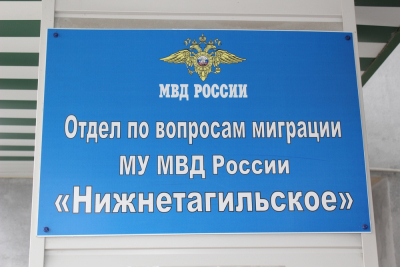 МВД РОССИИ
Отдел по вопросам миграции
МУ МВД России
«Нижнетагильское»